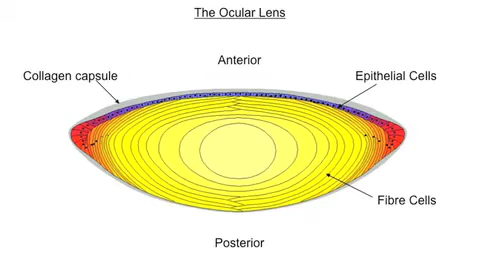 The Ocular Lens
Anterior
Collagen capsule
Epithelial Cells
Fibre Cells
Posterior